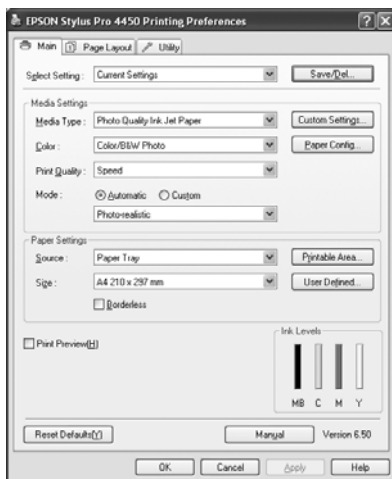 EPSON Stylus Pro 4450 Printing Preferences
Main Page Layout Utility
Select Setting : Current Settings Save/Del...
Media Settings
Media Type : Photo Quality Ink Jet Paper Custom Settings...
Color : Color/B&W Photo Paper Config...
Print Quality : Speed
Mode : Automatic Custom
Photo-realistic
Paper Settings
Source : Paper Tray Printable Area...
Size : A4 210 x 297 mm User Defined...
Borderless
Ink Levels
Print Preview(H)
MB C M Y
Reset Defaults(Y) Manual Version 6.50
OK Cancel Apply Help